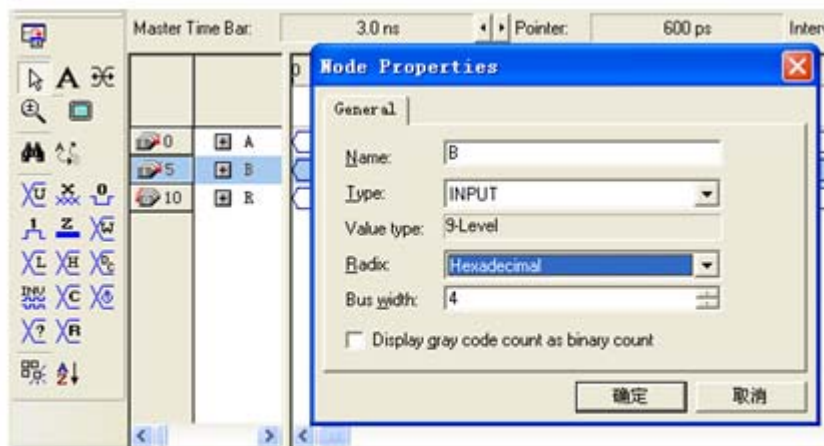 Master Time Bar: 3.0 ns Pointer: 600 ps Interv
Node Properties
General
Name: B
Type: INPUT
Value type: 9-Level
Radix: Hexadecimal
Bus width: 4
Display gray code count as binary count
确定 取消
0
0 A
5 B
10 R
A